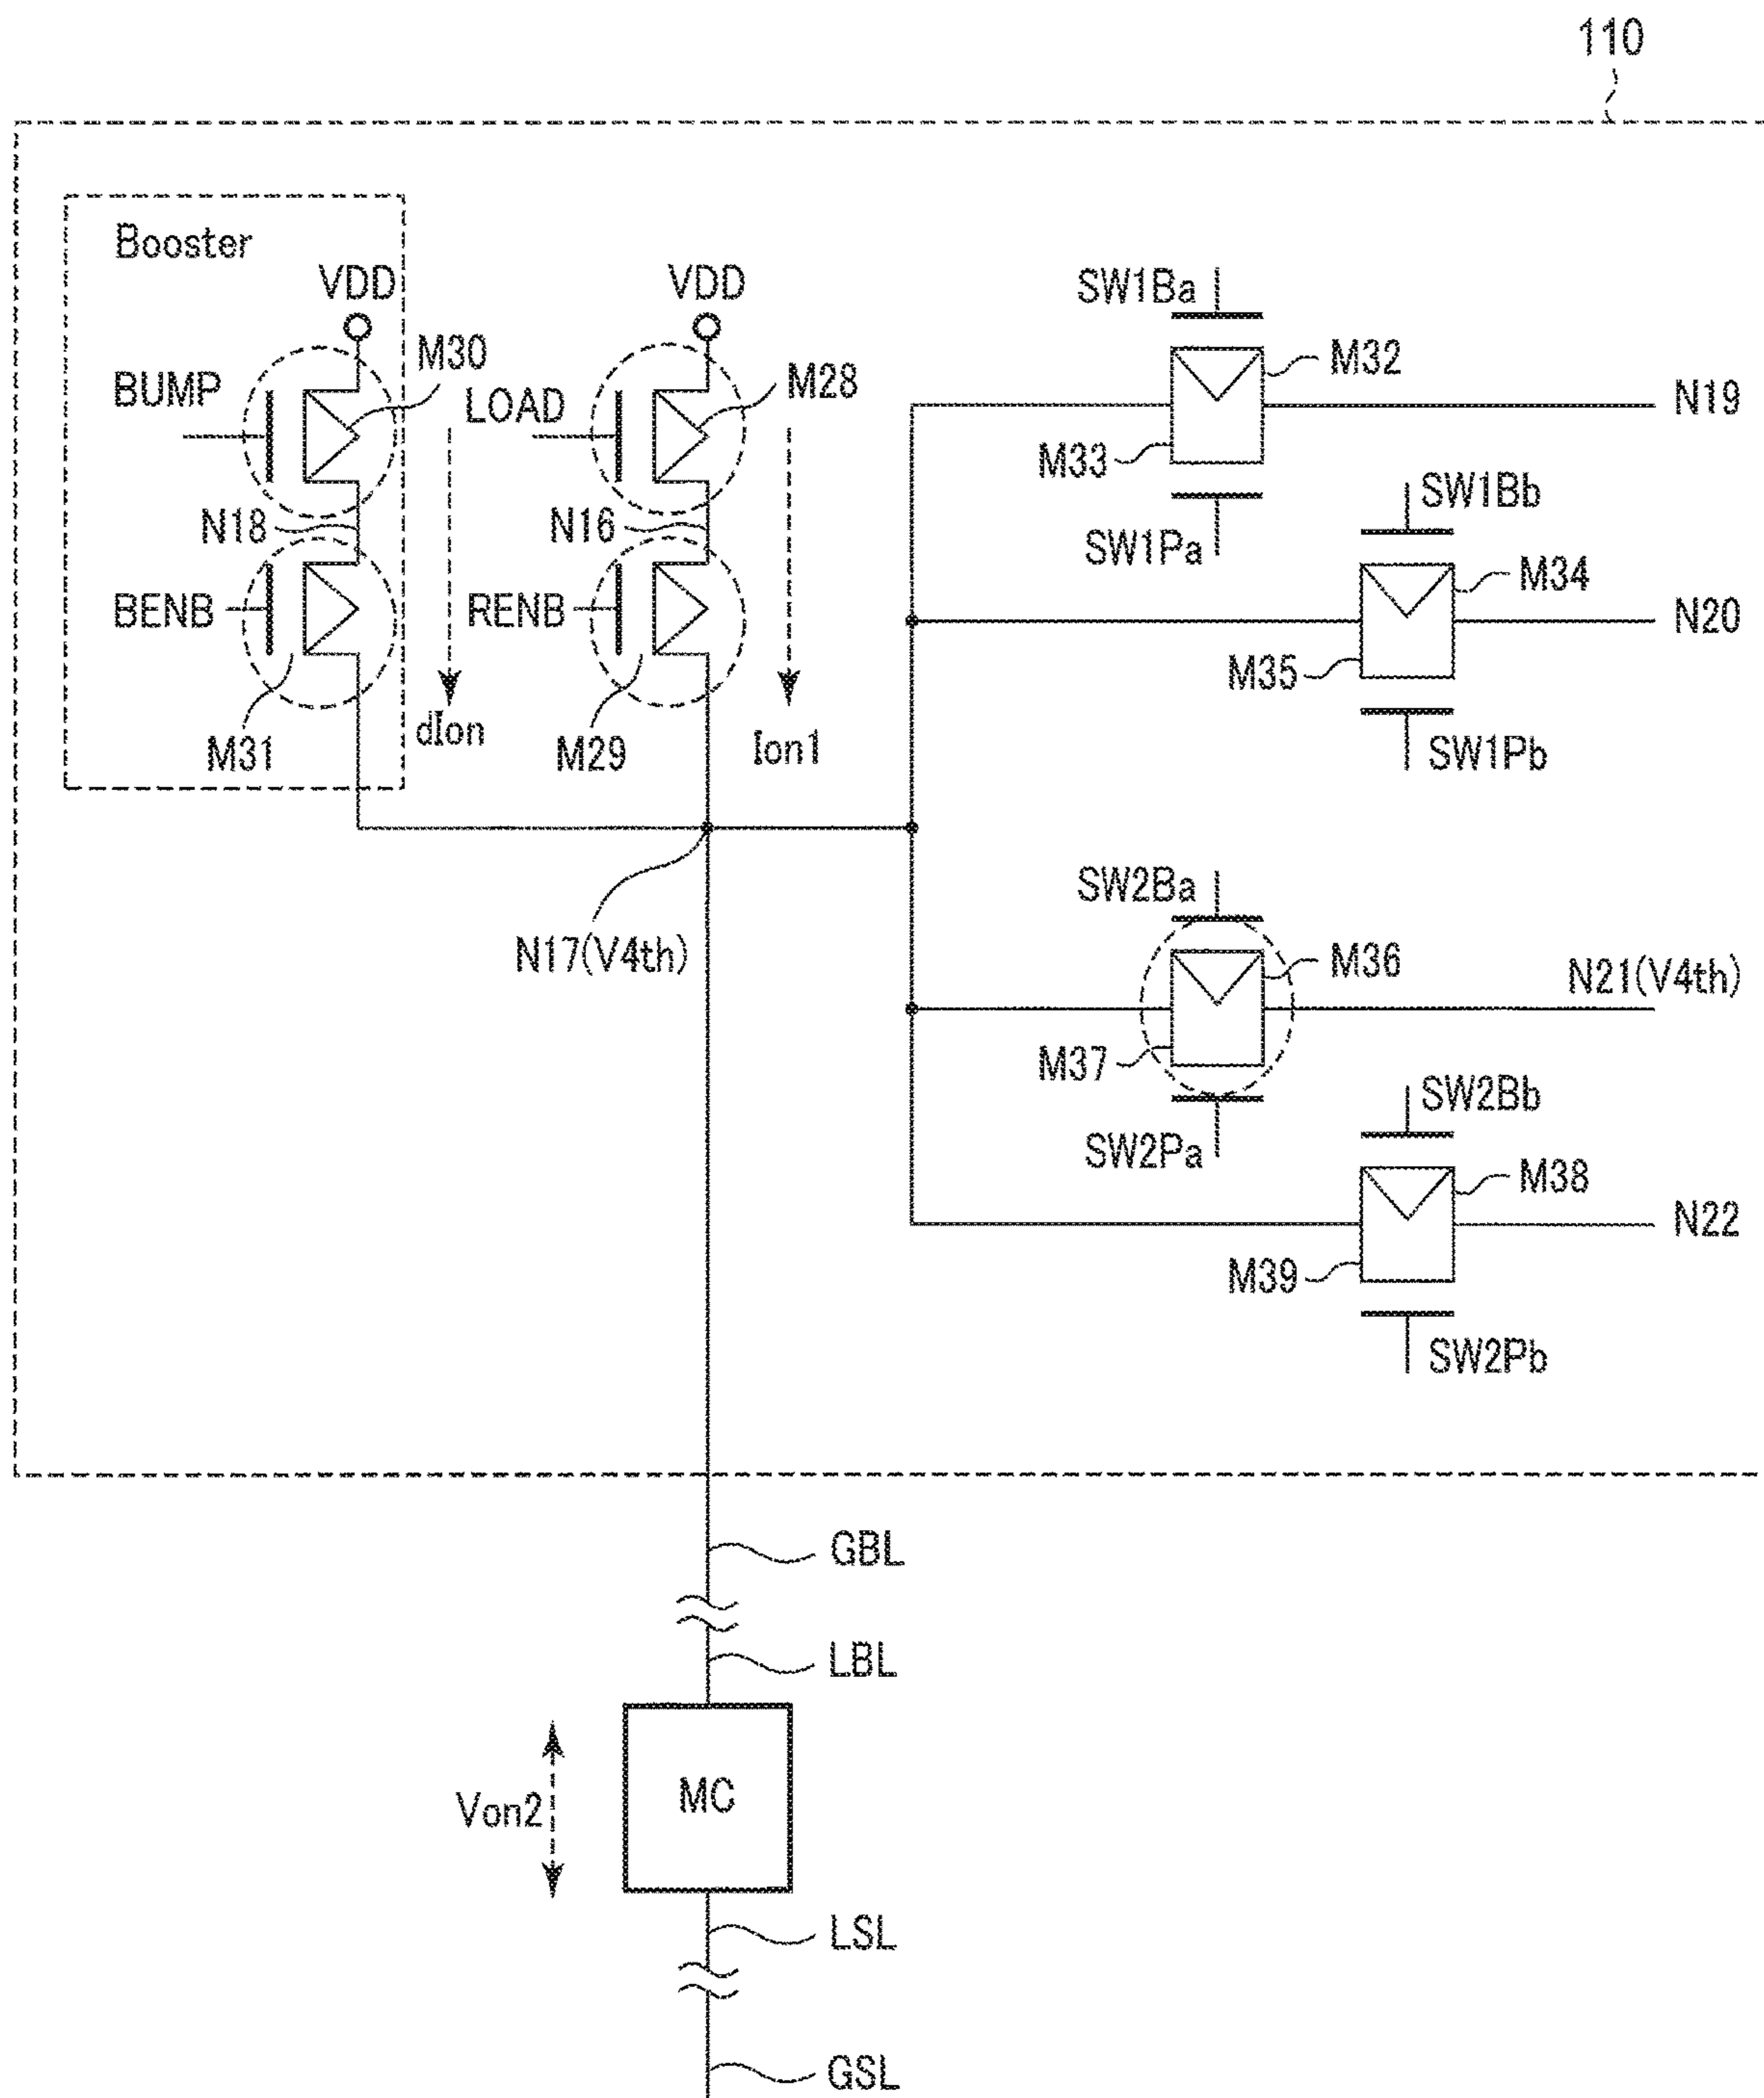 110
Booster
VDD
VDD
BUMP
M30
LOAD
M28
N18
N16
BENB
RENB
M31
dIon
M29
Ion1
N17(V4th)
SW1Ba
M32
N19
M33
SW1Pa
SW1Bb
M34
N20
M35
SW1Pb
SW2Ba
M36
N21(V4th)
M37
SW2Pa
SW2Bb
M38
N22
M39
SW2Pb
GBL
LBL
Von2
MC
LSL
GSL